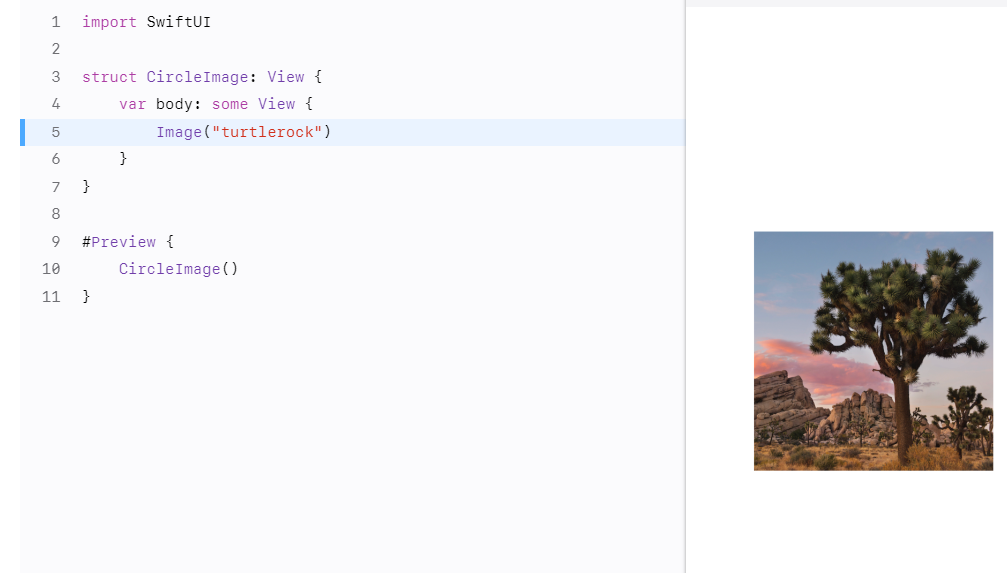 1 import SwiftUI
2
3 struct CircleImage: View {
4     var body: some View {
5         Image("turtlerock")
6     }
7 }
8
9 #Preview {
10     CircleImage()
11 }